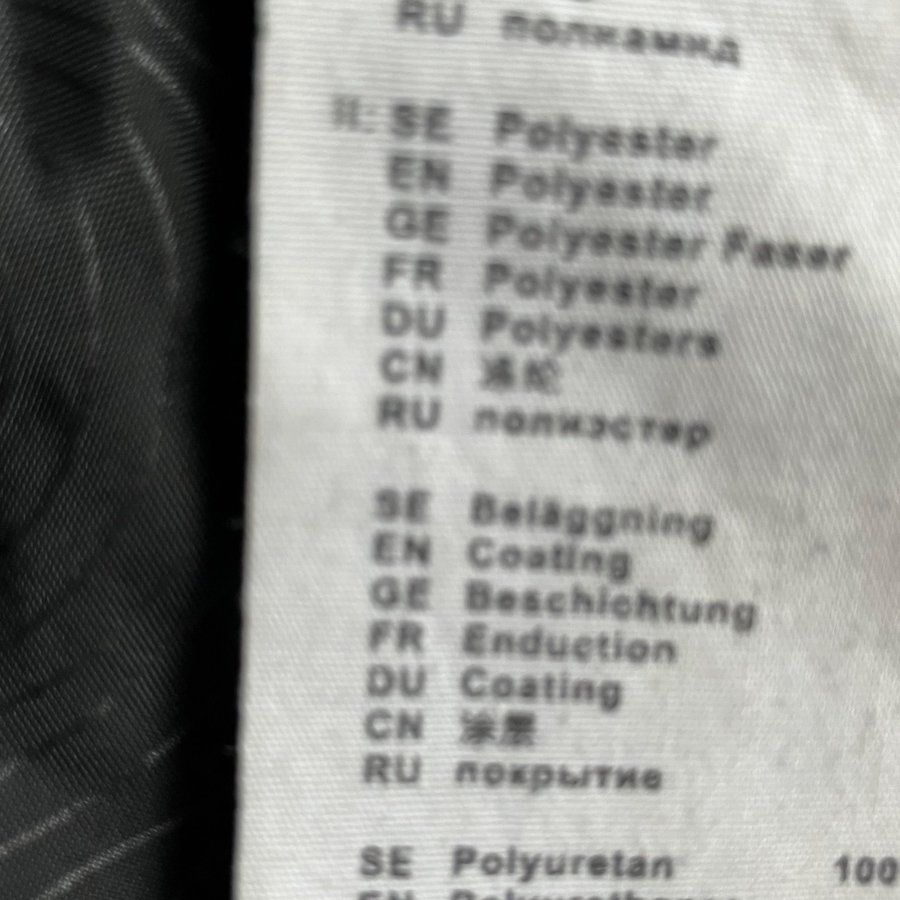 RU полиамид
II: SE Polyester
EN Polyester
GE Polyester Faser
FR Polyester
DU Polyesters
CN 涤纶
RU полиэстер
SE Beläggning
EN Coating
GE Beschichtung
FR Enduction
DU Coating
CN 涂层
RU покрытие
SE Polyuretan 100
EN